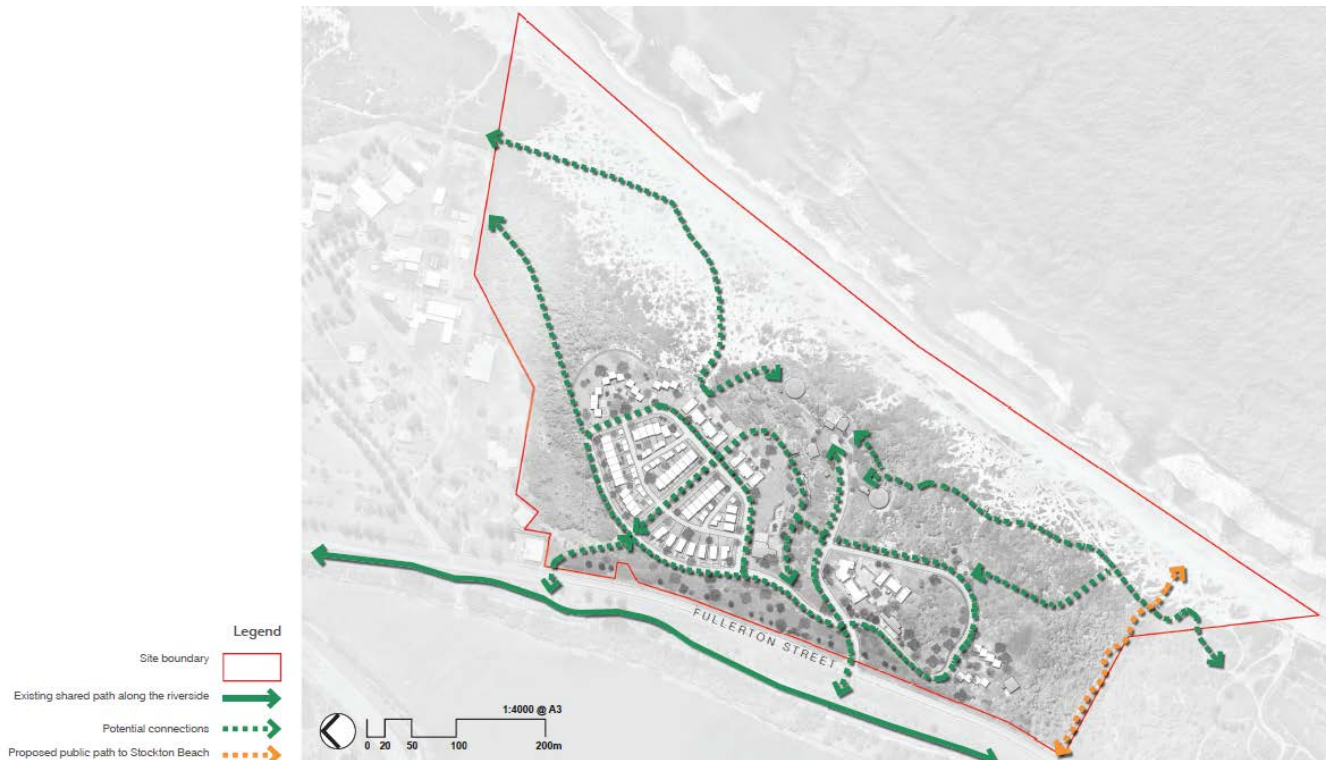 FULLERTON STREET
Legend
Site boundary
Existing shared path along the riverside
Potential connections
Proposed public path to Stockton Beach
1:4000 @ A3
0 20 50 100 200m